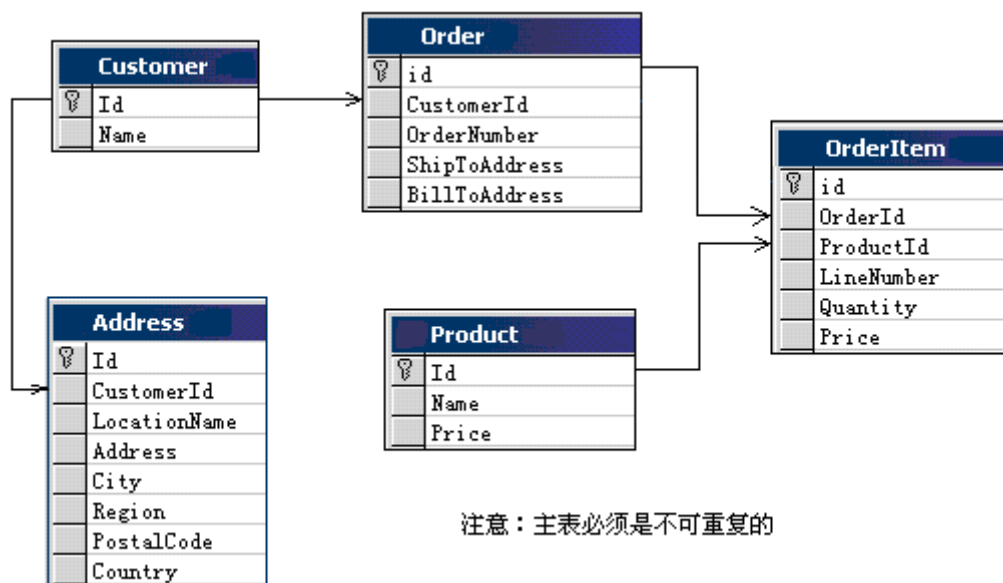 Customer
Id
Name
Order
id
CustomerId
OrderNumber
ShipToAddress
BillToAddress
OrderItem
id
OrderId
ProductId
LineNumber
Quantity
Price
Address
Id
CustomerId
LocationName
Address
City
Region
PostalCode
Country
Product
Id
Name
Price
注意：主表必须是不可重复的